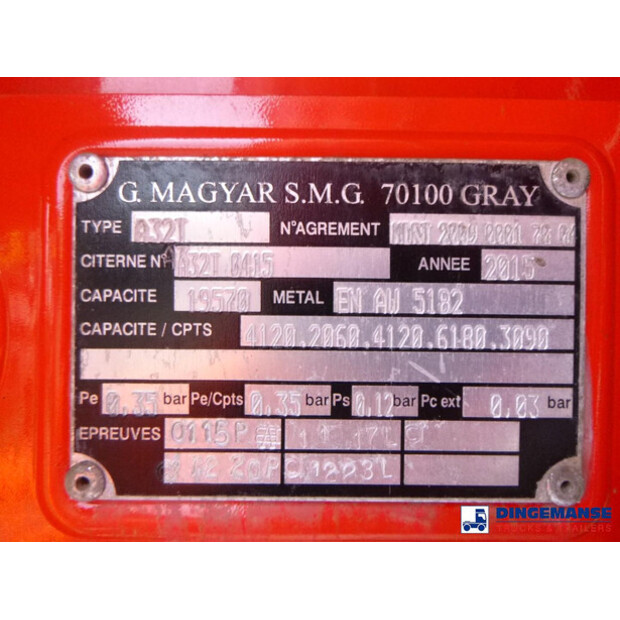 G. MAGYAR S.M.G. 70100 GRAY
TYPE A32T N°AGREMENT
CITERNE N° A32T 0415 ANNEE 2015
CAPACITE 19570 METAL EN AW 5182
CAPACITE / CPTS 4120.2060.4120.6180.3090
Pe 0.35 bar Pe/Cpts 0.35 bar Ps 0.12 bar Pc ext 0.03 bar
EPREUVES 0115P
DINGEMANSE
TRUCKS & TRAILERS